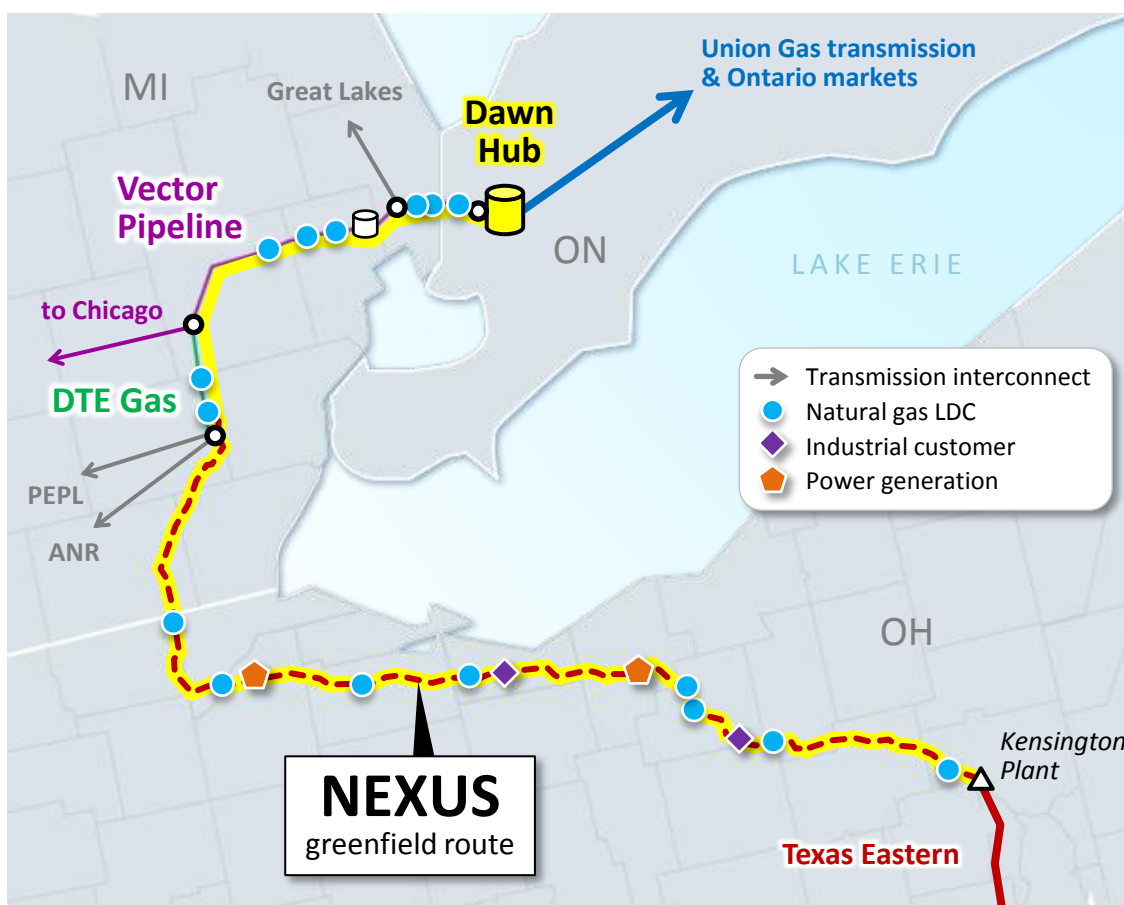 Union Gas transmission
& Ontario markets
MI
Great Lakes
Dawn
Hub
Vector
Pipeline
ON
LAKE ERIE
to Chicago
Transmission interconnect
DTE Gas
Natural gas LDC
Industrial customer
Power generation
PEPL
ANR
OH
Kensington
Plant
NEXUS
greenfield route
Texas Eastern